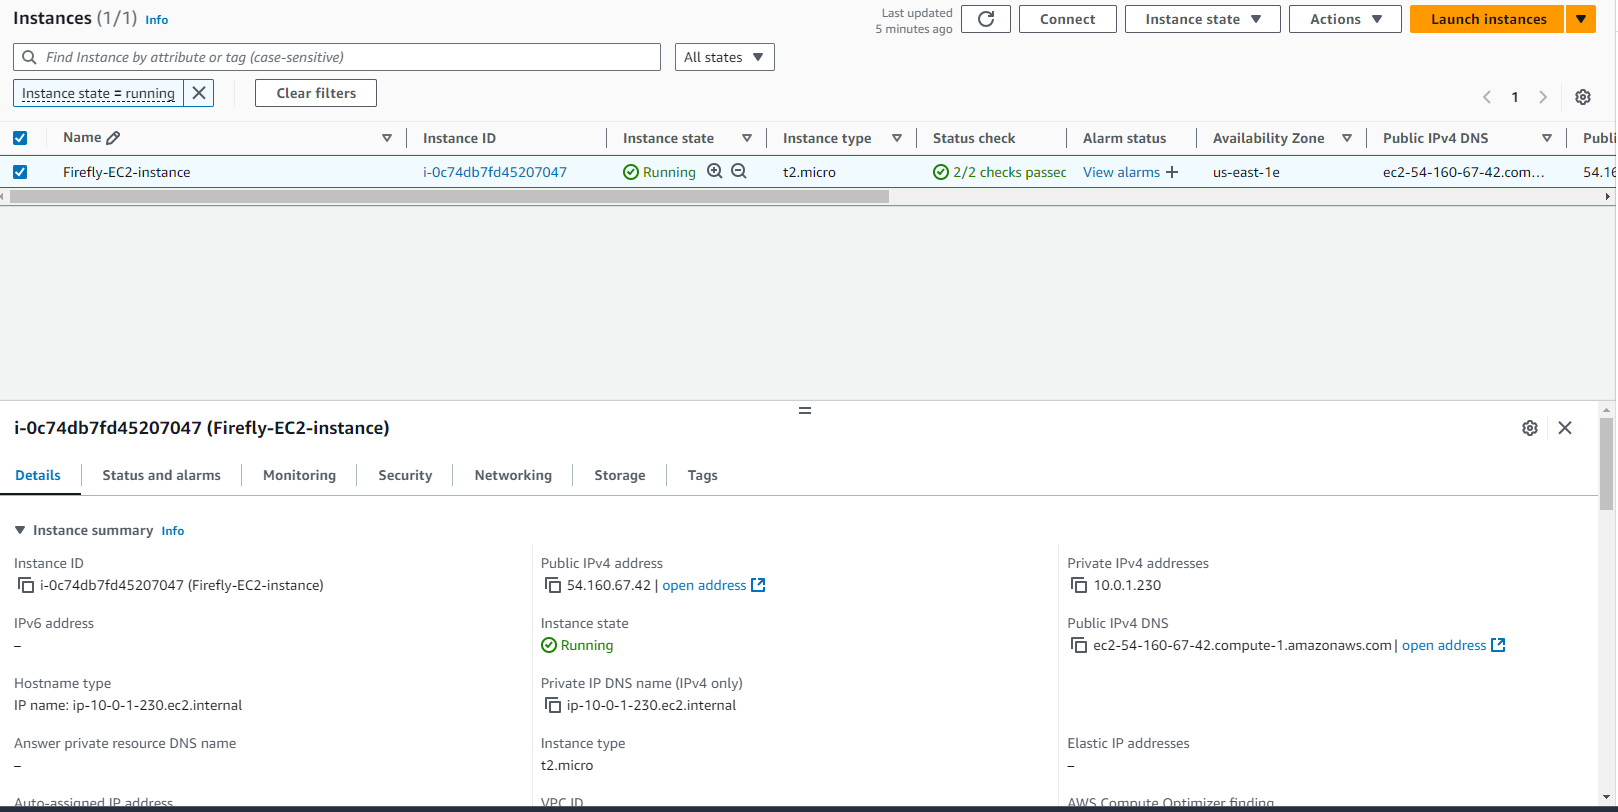 Instances (1/1) Info
Last updated
5 minutes ago
Connect
Instance state
Actions
Launch instances
Find Instance by attribute or tag (case-sensitive)
All states
Instance state = running
Clear filters
1
Name Instance ID Instance state Instance type Status check Alarm status Availability Zone Public IPv4 DNS Publi
Firefly-EC2-instance i-0c74db7fd45207047 Running t2.micro 2/2 checks passec View alarms us-east-1e ec2-54-160-67-42.com… 54.16
i-0c74db7fd45207047 (Firefly-EC2-instance)
Details Status and alarms Monitoring Security Networking Storage Tags
Instance summary Info
Instance ID Public IPv4 address Private IPv4 addresses
i-0c74db7fd45207047 (Firefly-EC2-instance) 54.160.67.42 | open address 10.0.1.230
IPv6 address Instance state Public IPv4 DNS
– Running ec2-54-160-67-42.compute-1.amazonaws.com | open address
Hostname type Private IP DNS name (IPv4 only)
IP name: ip-10-0-1-230.ec2.internal ip-10-0-1-230.ec2.internal
Answer private resource DNS name Instance type Elastic IP addresses
– t2.micro –
Auto-assigned IP address VPC ID AWS Compute Optimizer finding